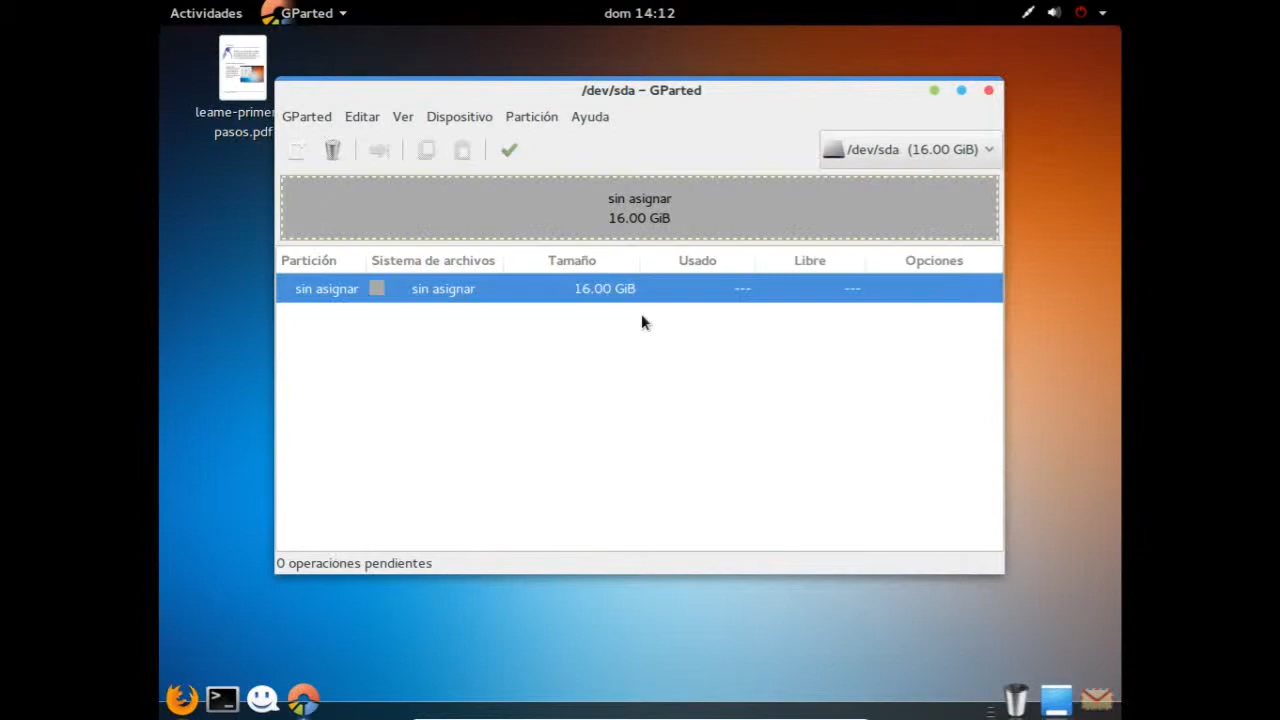 Actividades GParted dom 14:12
leame-primer
pasos.pdf
/dev/sda – GParted
GParted Editar Ver Dispositivo Partición Ayuda
/dev/sda (16.00 GiB)
sin asignar
16.00 GiB
Partición Sistema de archivos Tamaño Usado Libre Opciones
sin asignar sin asignar 16.00 GiB --- ---
0 operaciones pendientes